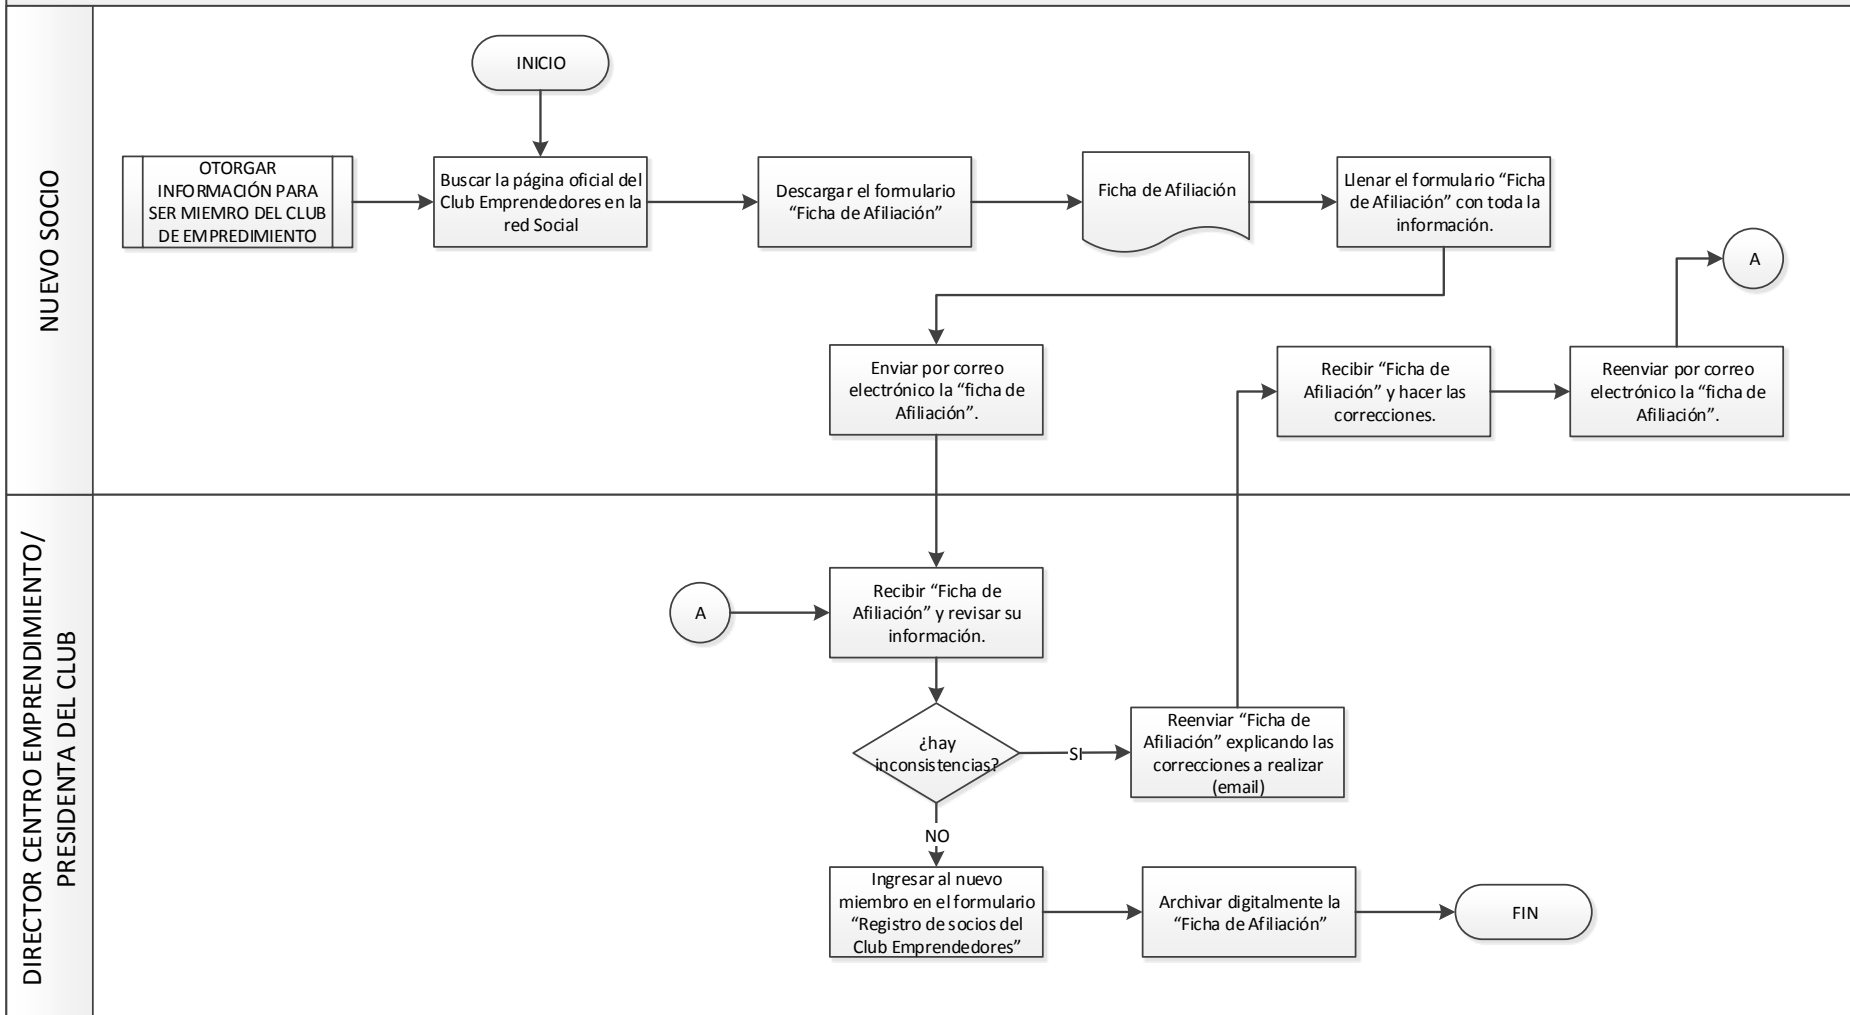 NUEVO SOCIO
INICIO
OTORGAR
INFORMACIÓN PARA
SER MIEMRO DEL CLUB
DE EMPREDIMIENTO
Buscar la página oficial del
Club Emprendedores en la
red Social
Descargar el formulario
“Ficha de Afiliación”
Ficha de Afiliación
Llenar el formulario “Ficha
de Afiliación” con toda la
información.
A
Enviar por correo
electrónico la “ficha de
Afiliación”.
Recibir “Ficha de
Afiliación” y hacer las
correcciones.
Reenviar por correo
electrónico la “ficha de
Afiliación”.
DIRECTOR CENTRO EMPRENDIMIENTO/
PRESIDENTA DEL CLUB
A
Recibir “Ficha de
Afiliación” y revisar su
información.
¿hay
inconsistencias?
SI
Reenviar “Ficha de
Afiliación” explicando las
correcciones a realizar
(email)
NO
Ingresar al nuevo
miembro en el formulario
“Registro de socios del
Club Emprendedores”
Archivar digitalmente la
“Ficha de Afiliación”
FIN